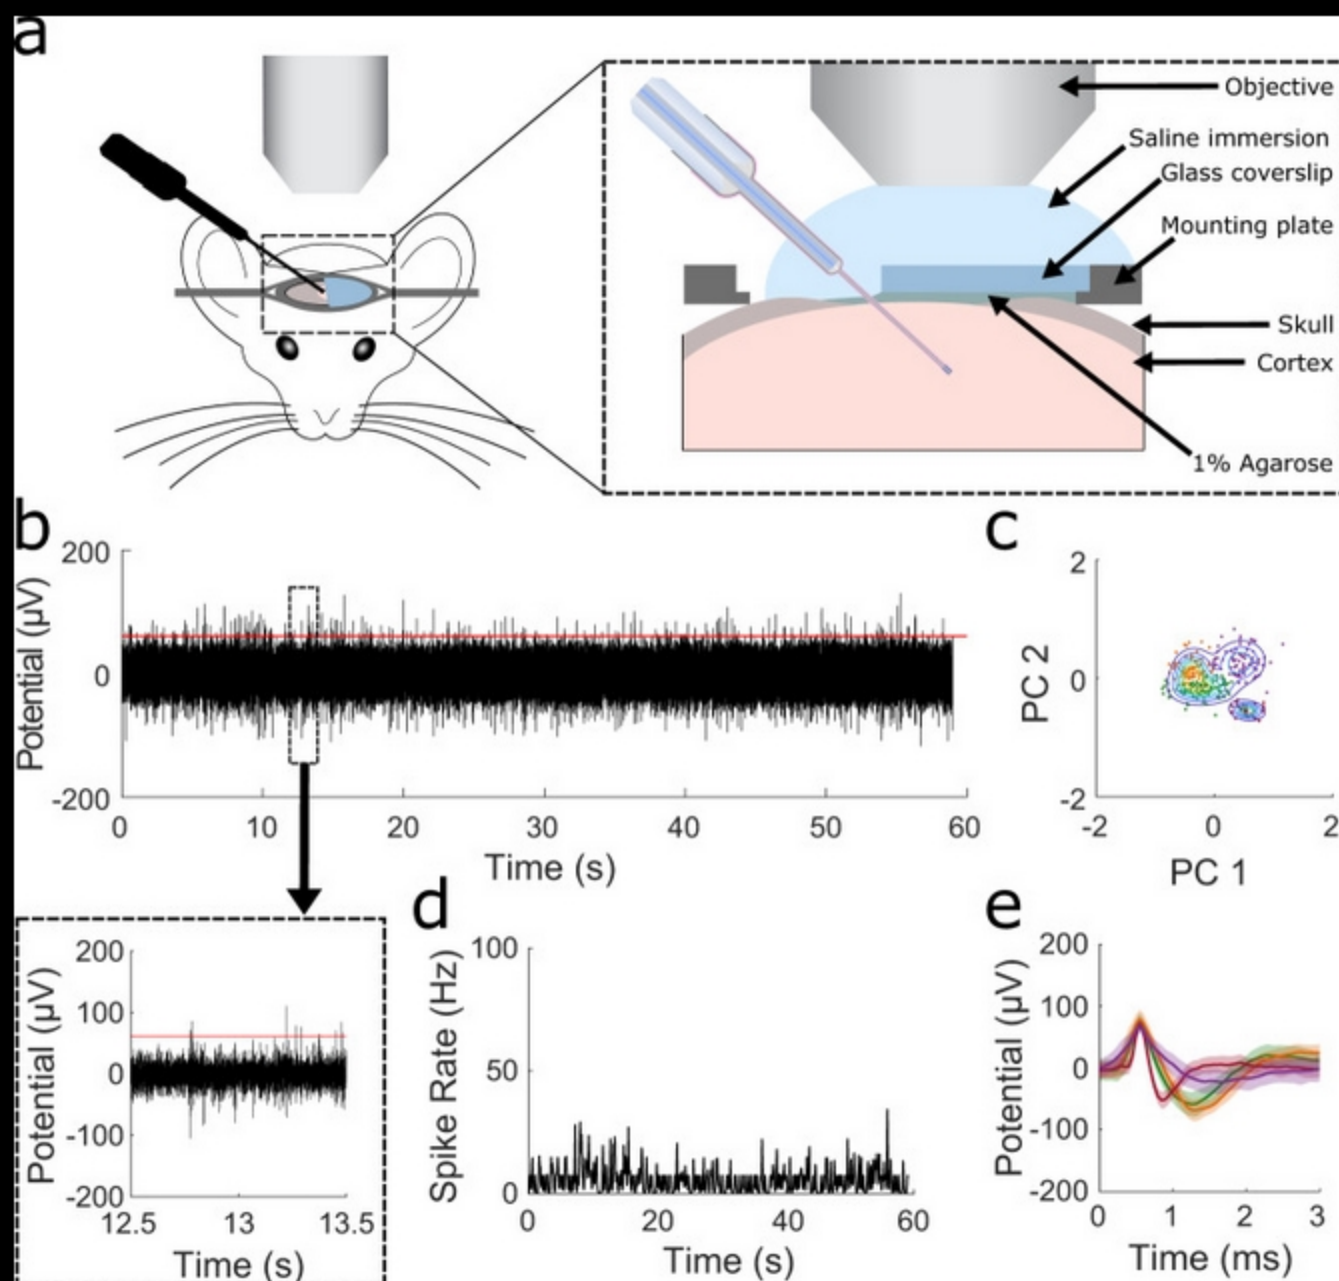 a
Objective
Saline immersion
Glass coverslip
Mounting plate
Skull
Cortex
1% Agarose
b
200
0
-200
Potential (µV)
0 10 20 30 40 50 60
Time (s)
c
2
0
-2
PC 2
-2 0 2
PC 1
200
100
0
-100
-200
Potential (µV)
12.5 13 13.5
Time (s)
d
100
50
0
Spike Rate (Hz)
0 20 40 60
Time (s)
e
200
100
0
-100
-200
Potential (µV)
0 1 2 3
Time (ms)